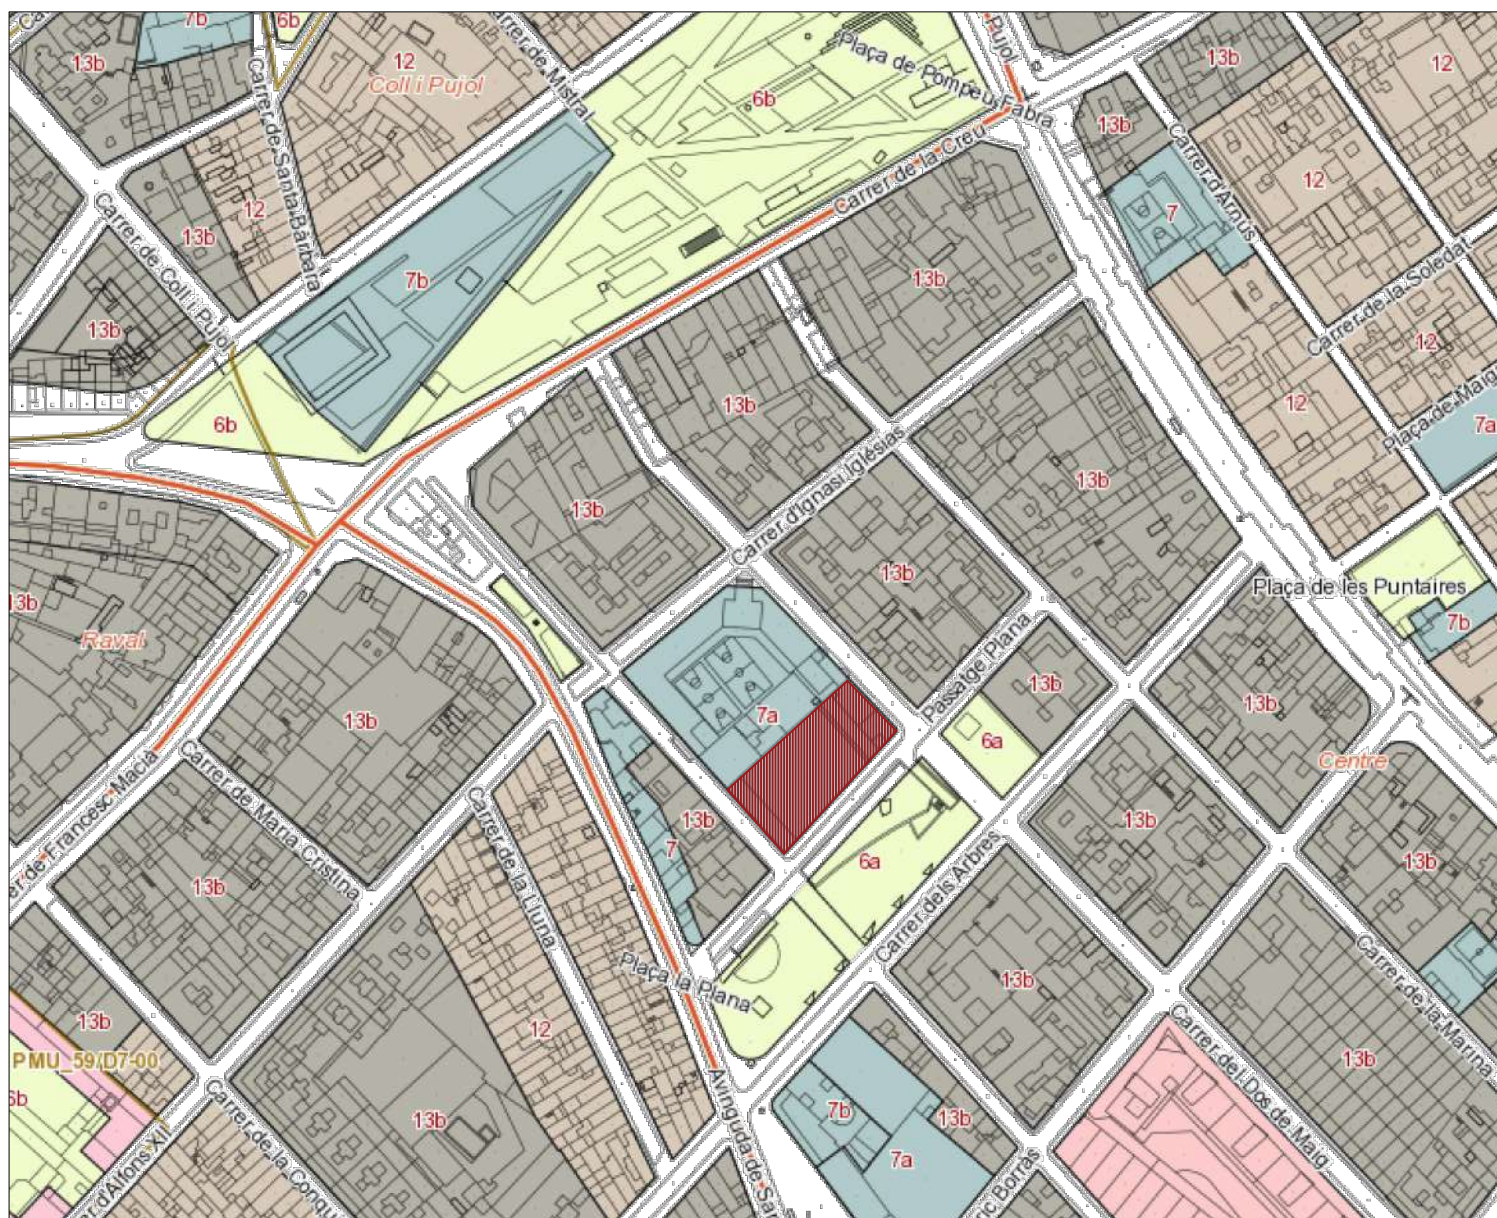 7b
6b
13b
12
Coll i Pujol
Carrer de Mistral
Plaça de Pompeu Fabra
Pujol
13b
12
6b
Carrer de Santa Bàrbara
13b
Carrer de la Creu
Carrer d'Arnús
12
7
12
13b
Carrer de Coll i Pujol
13b
7b
13b
Carrer de la Soledat
13b
12
Plaça de Maig
12
13b
6b
7a
Carrer d'Ignasi Iglésias
13b
13b
13b
Plaça de les Puntaires
13b
7b
Raval
Passatge Plana
13b
13b
13b
7a
6a
Centre
Carrer de Francesc Macià
Carrer de Maria Cristina
Carrer de la Lluna
13b
7
6a
13b
Carrer dels Arbres
13b
13b
Plaça la Plana
13b
13b
12
Carrer de la Marina
PMU_59/D7-00
6b
13b
Carrer del Dos de Maig
13b
7b
13b
7a
Carrer d'Alfons XII
Avinguda de San
ric Borràs